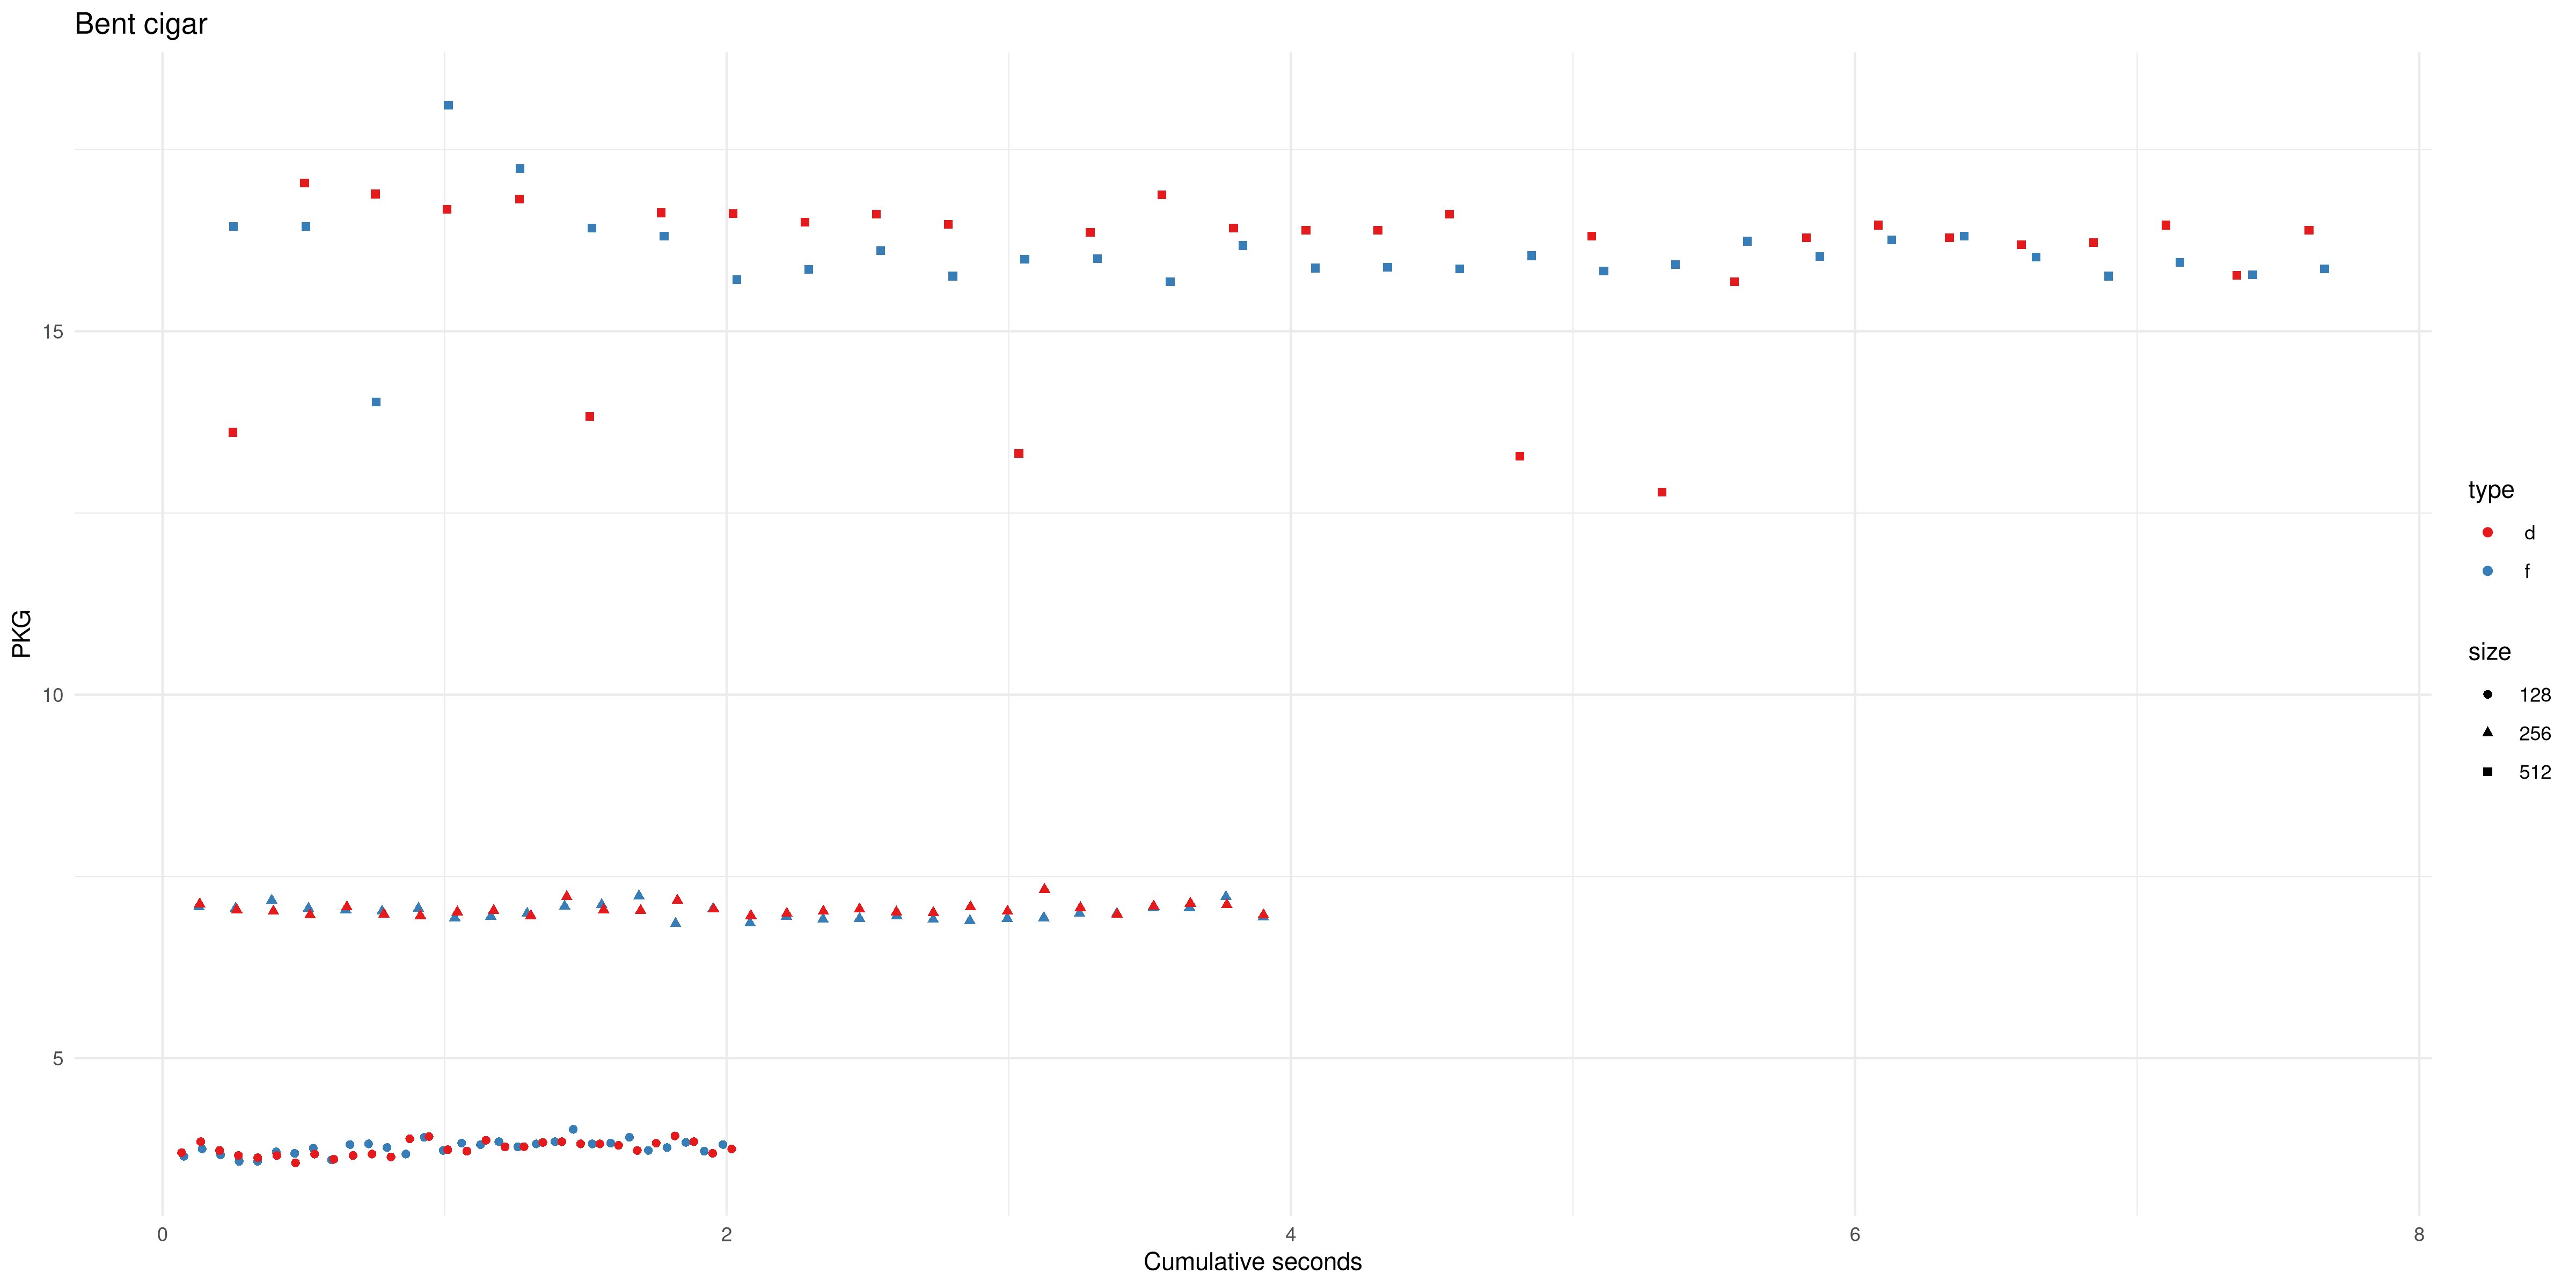 Bent cigar
PKG
15
10
5
0 2 4 6 8
Cumulative seconds
type
d
f
size
128
256
512